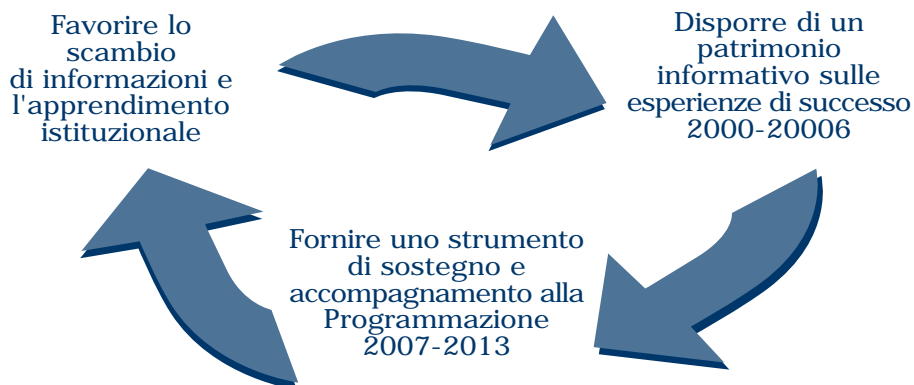 Favorire lo
scambio
di informazioni e
l'apprendimento
istituzionale
Disporre di un
patrimonio
informativo sulle
esperienze di successo
2000-20006
Fornire uno strumento
di sostegno e
accompagnamento alla
Programmazione
2007-2013